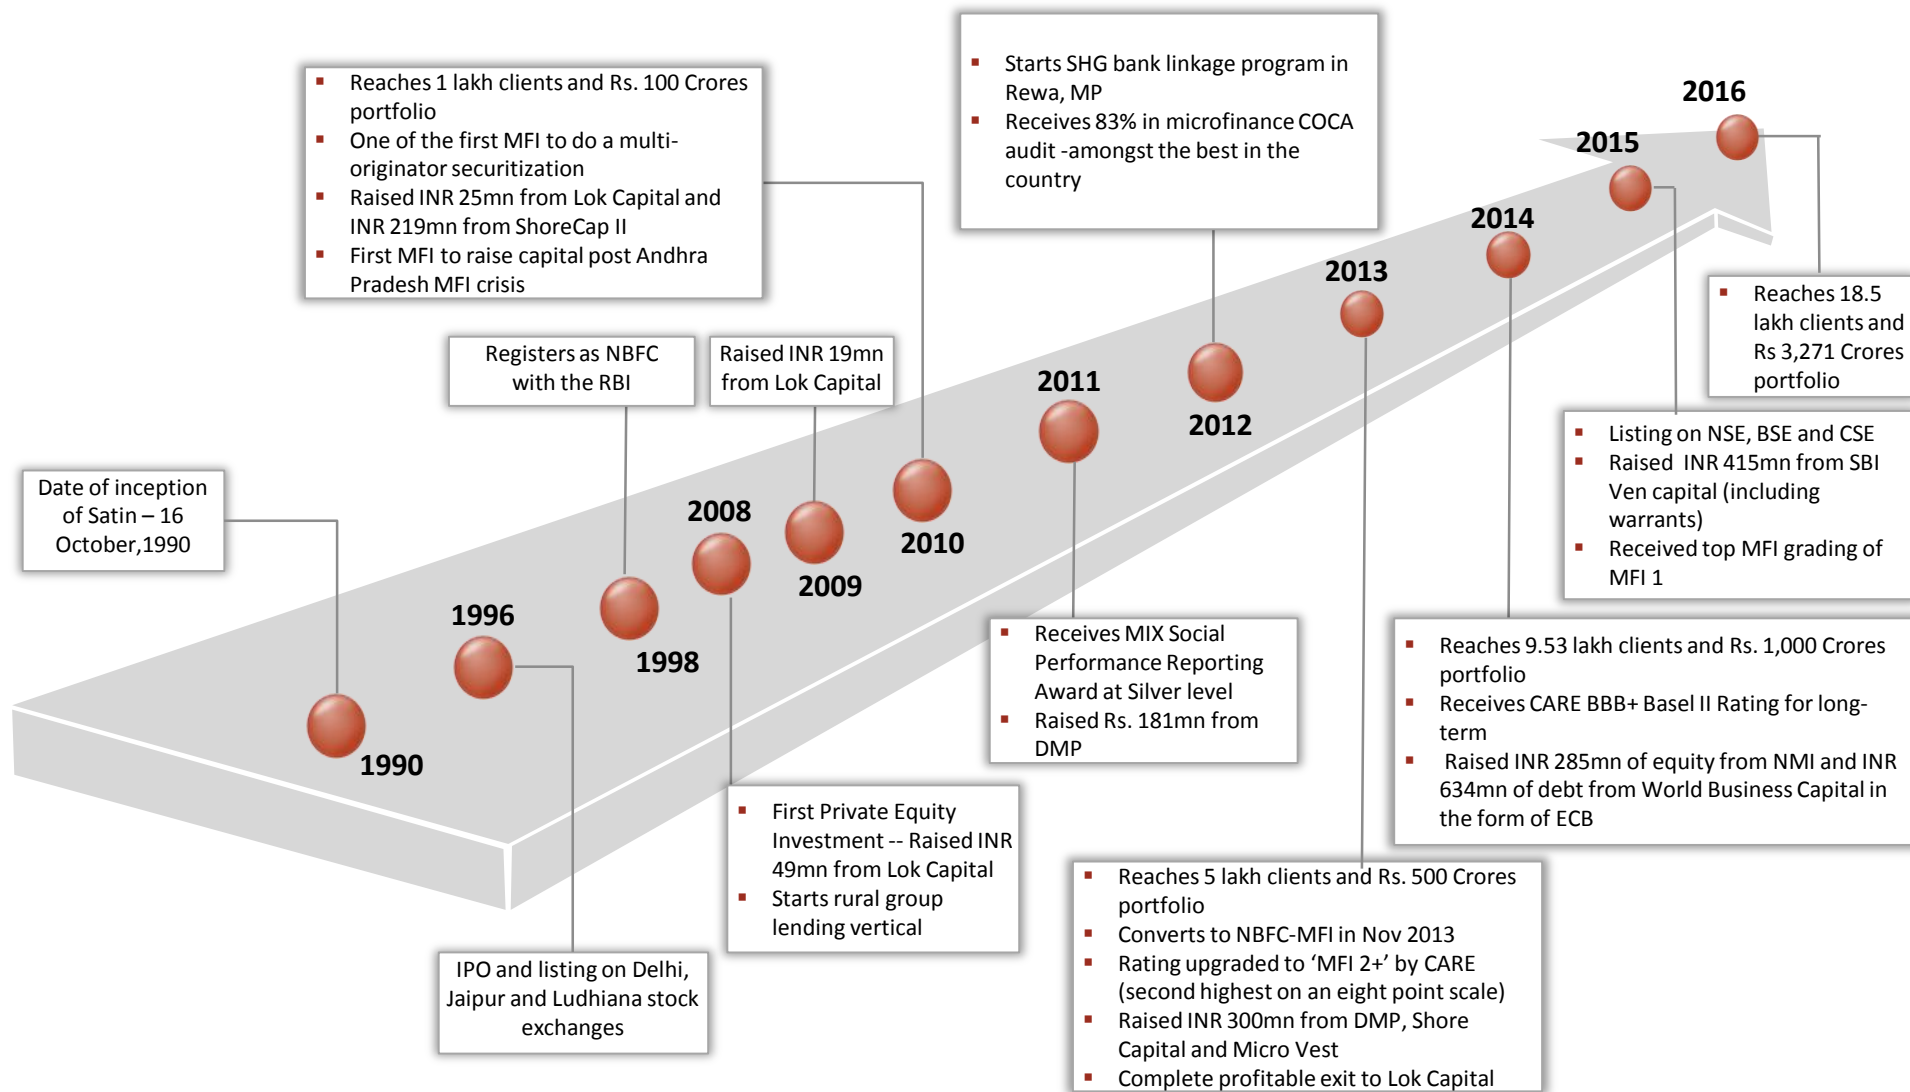 Date of inception
of Satin – 16
October,1990
1990
1996
IPO and listing on Delhi,
Jaipur and Ludhiana stock
exchanges
Registers as NBFC
with the RBI
1998
2008
▪ First Private Equity
Investment -- Raised INR
49mn from Lok Capital
▪ Starts rural group
lending vertical
Raised INR 19mn
from Lok Capital
2009
▪ Reaches 1 lakh clients and Rs. 100 Crores
portfolio
▪ One of the first MFI to do a multi-
originator securitization
▪ Raised INR 25mn from Lok Capital and
INR 219mn from ShoreCap II
▪ First MFI to raise capital post Andhra
Pradesh MFI crisis
2010
2011
▪ Receives MIX Social
Performance Reporting
Award at Silver level
▪ Raised Rs. 181mn from
DMP
▪ Starts SHG bank linkage program in
Rewa, MP
▪ Receives 83% in microfinance COCA
audit -amongst the best in the
country
2012
2013
▪ Reaches 5 lakh clients and Rs. 500 Crores
portfolio
▪ Converts to NBFC-MFI in Nov 2013
▪ Rating upgraded to ‘MFI 2+’ by CARE
(second highest on an eight point scale)
▪ Raised INR 300mn from DMP, Shore
Capital and Micro Vest
▪ Complete profitable exit to Lok Capital
2014
▪ Reaches 9.53 lakh clients and Rs. 1,000 Crores
portfolio
▪ Receives CARE BBB+ Basel II Rating for long-
term
▪ Raised INR 285mn of equity from NMI and INR
634mn of debt from World Business Capital in
the form of ECB
2015
▪ Listing on NSE, BSE and CSE
▪ Raised INR 415mn from SBI
Ven capital (including
warrants)
▪ Received top MFI grading of
MFI 1
2016
▪ Reaches 18.5
lakh clients and
Rs 3,271 Crores
portfolio